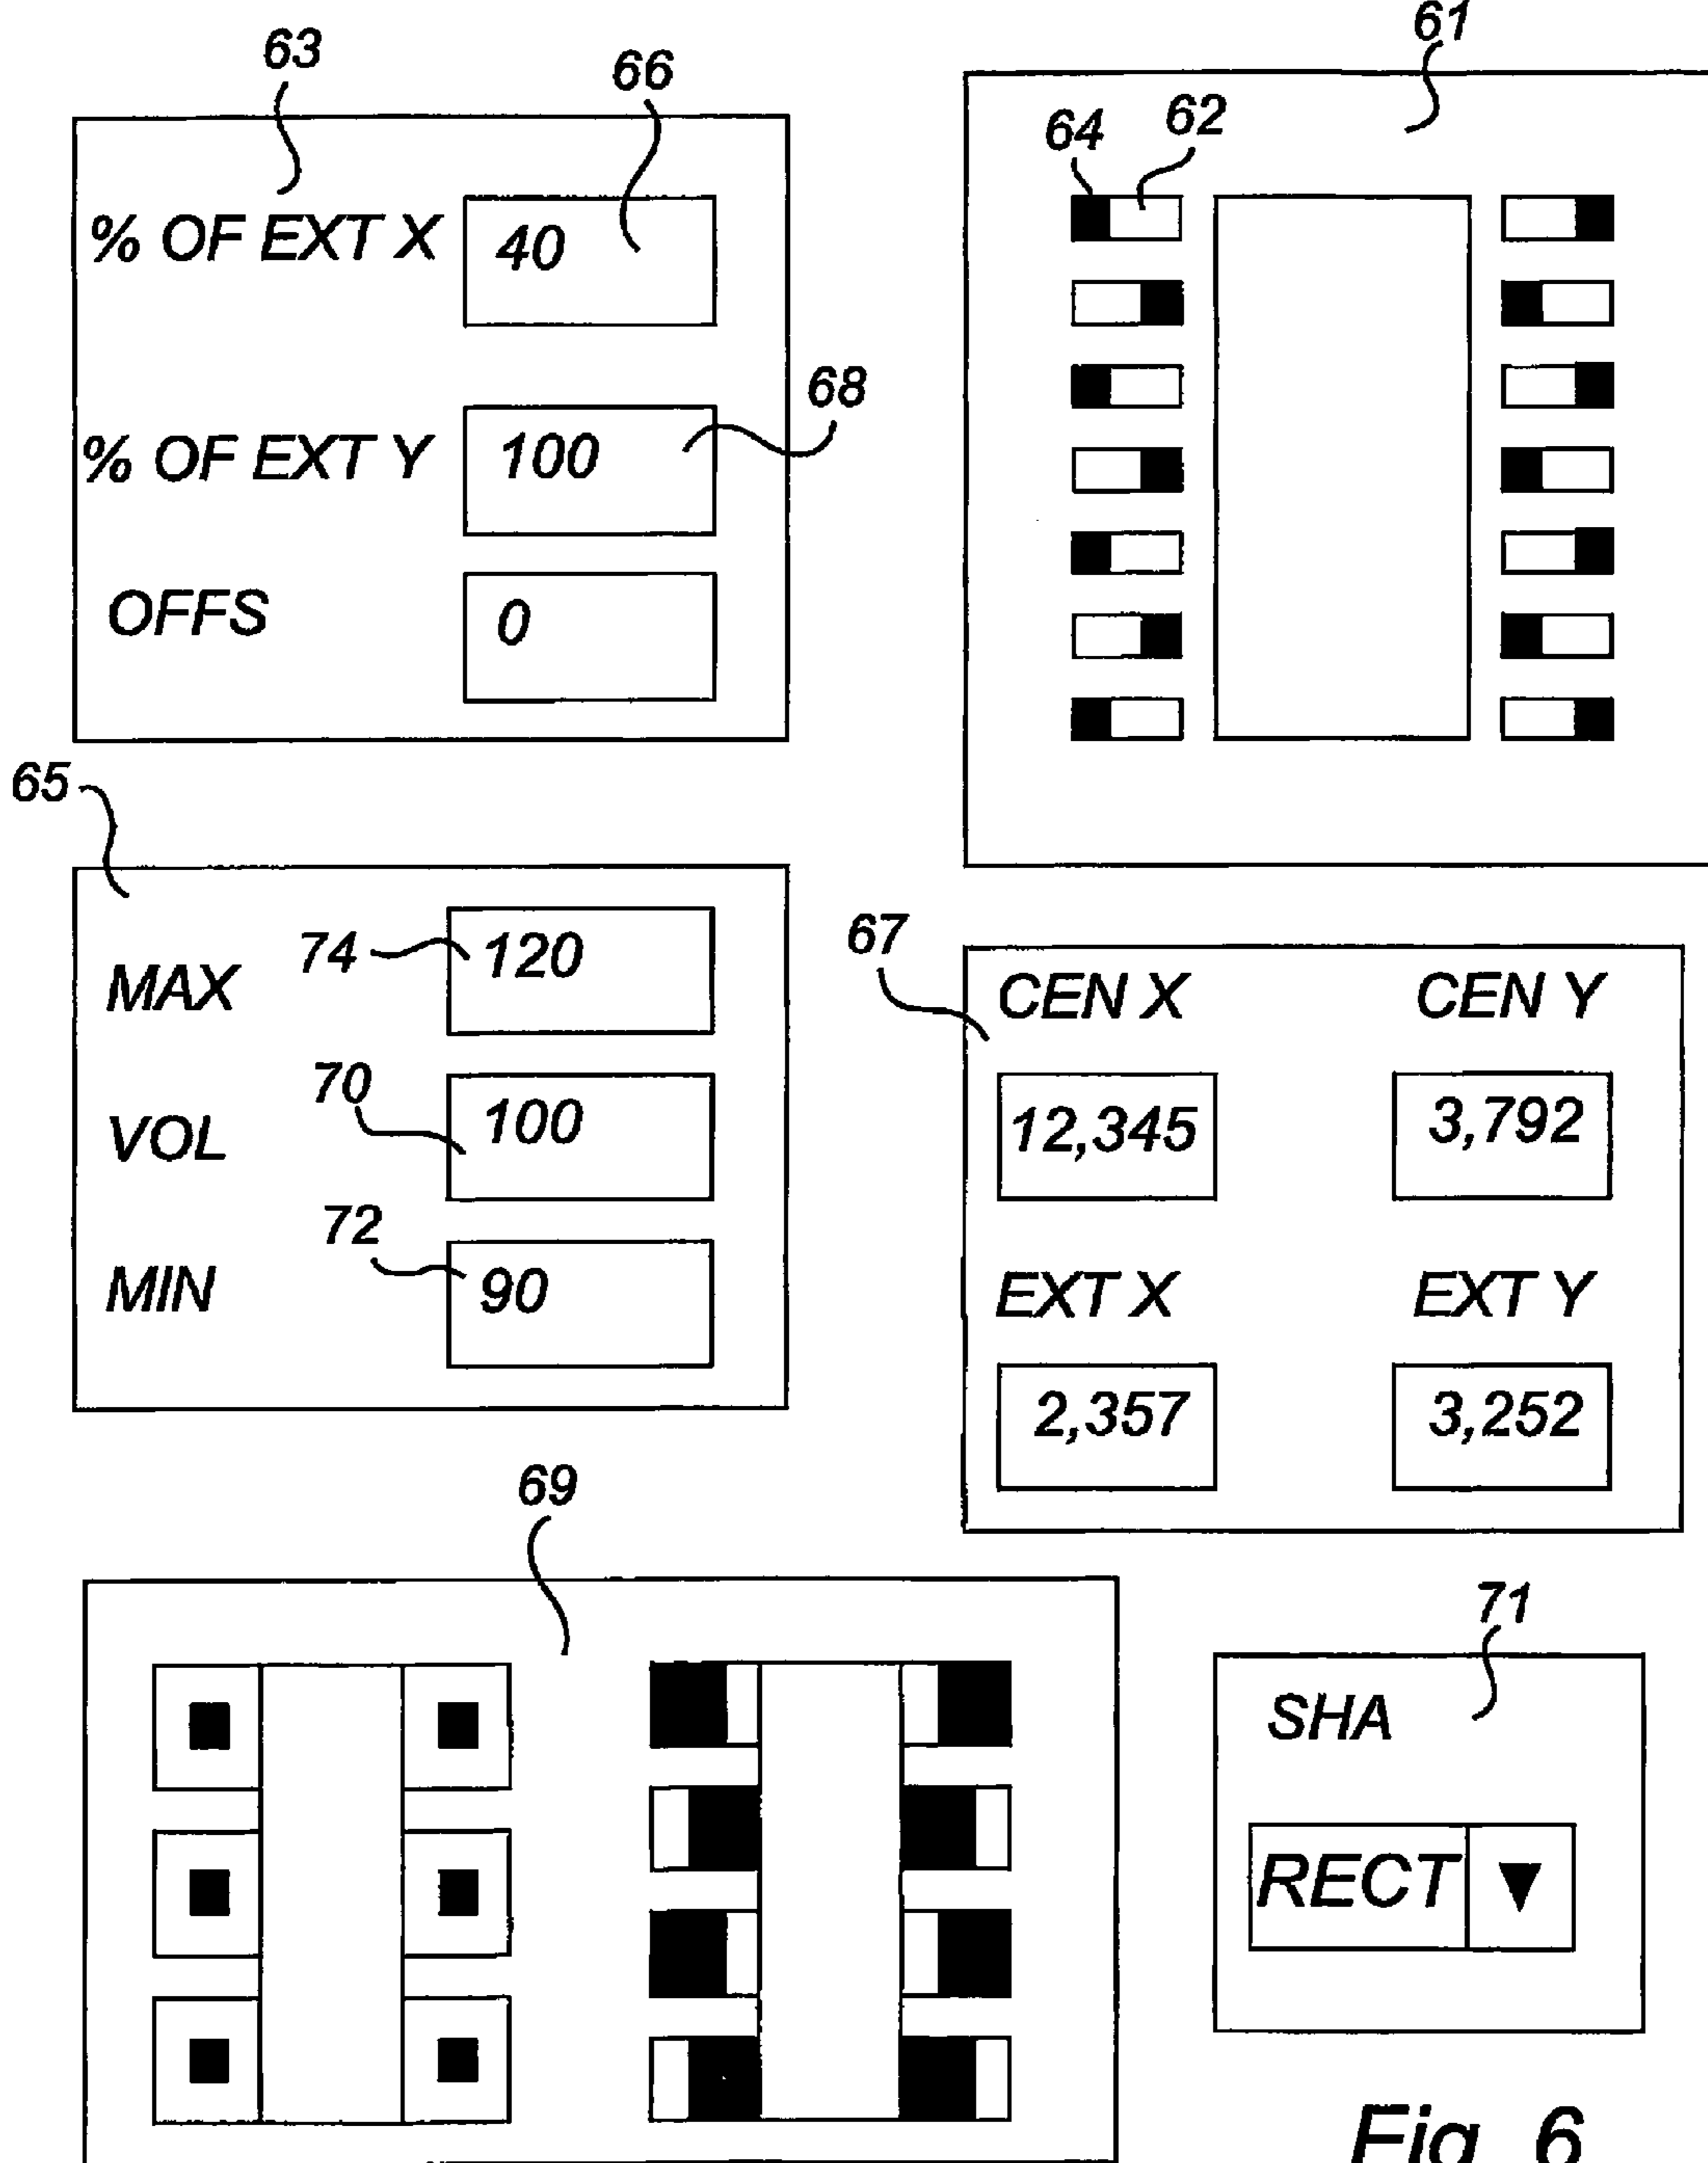 63
66
% OF EXT X
40
% OF EXT Y
100
68
OFFS
0
61
64
62
65
MAX
74
120
VOL
70
100
MIN
72
90
67
CEN X
CEN Y
12,345
3,792
EXT X
EXT Y
2,357
3,252
69
71
SHA
RECT
Fig 6